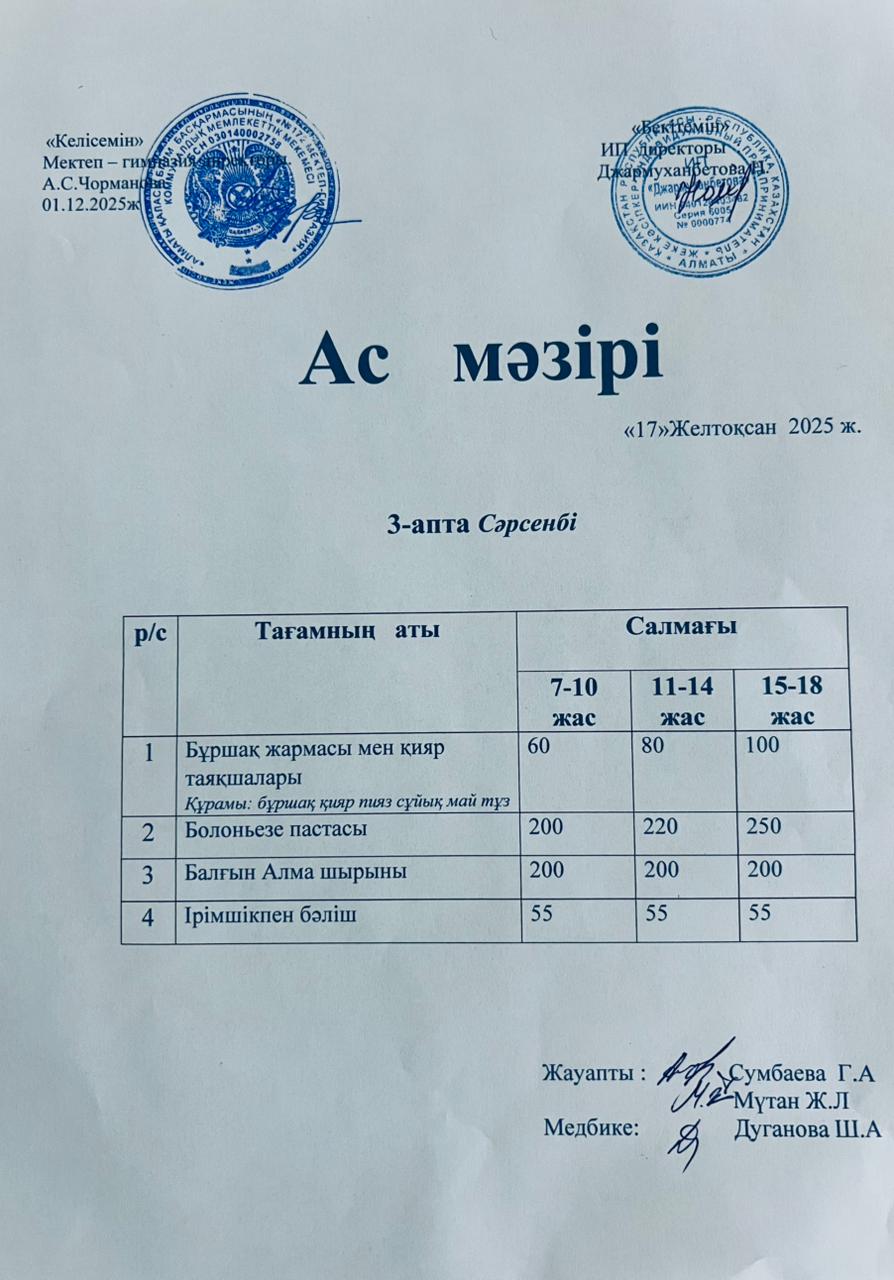 «Келісемін»
Мектеп – гимназия директоры
А.С.Чорманова
01.12.2025ж
«Бекітемін»
ИП директоры
Джармуханбетова Н.
Ас мәзірі
«17»Желтоқсан 2025 ж.
3-апта Сәрсенбі
р/с Тағамның аты Салмағы
7-10 жас 11-14 жас 15-18 жас
1 Бұршақ жармасы мен қияр 60 80 100
таяқшалары
Құрамы: бұршақ қияр пияз сұйық май тұз
2 Болоньезе пастасы 200 220 250
3 Балғын Алма шырыны 200 200 200
4 Ірімшікпен бәліш 55 55 55
Жауапты : Сумбаева Г.А
Мұтан Ж.Л
Медбике: Дуганова Ш.А